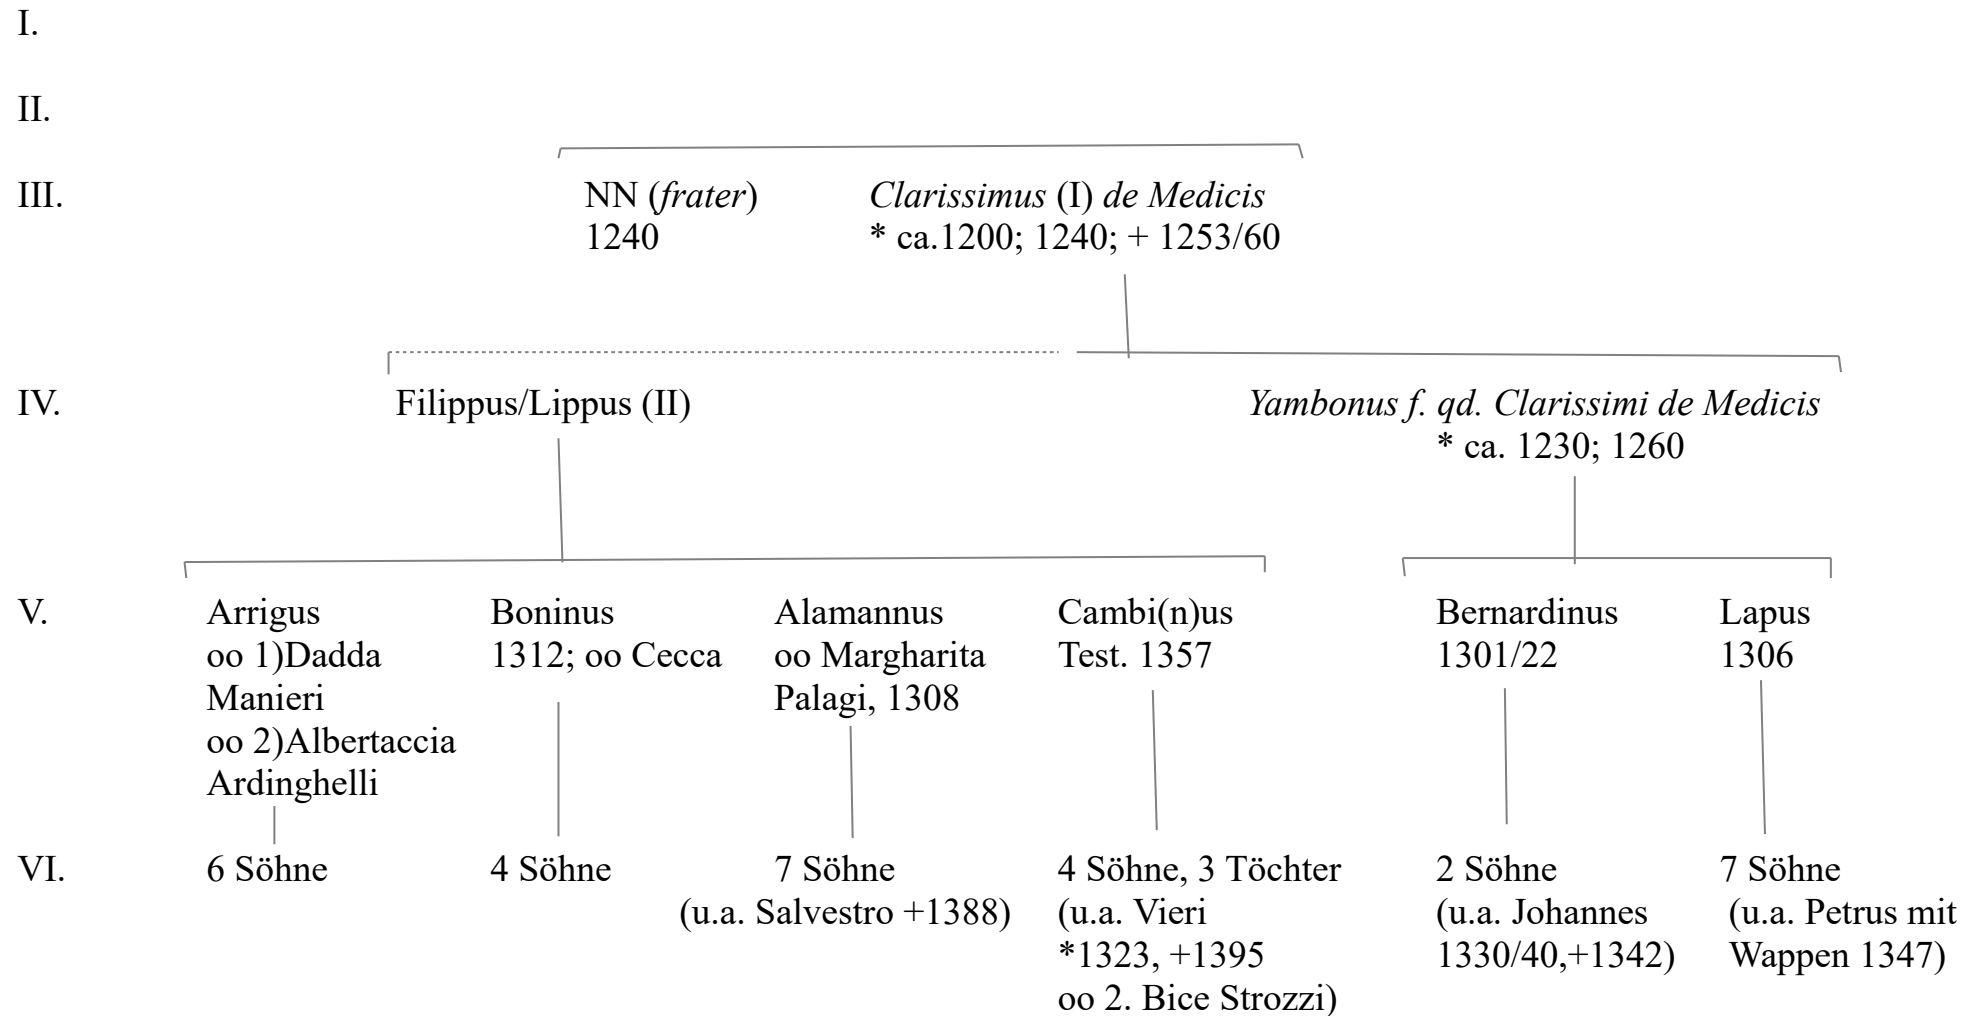 I.
II.
III.
NN (frater)
1240
Clarissimus (I) de Medicis
* ca.1200; 1240; + 1253/60
IV.
Filippus/Lippus (II)
Yambonus f. qd. Clarissimi de Medicis
* ca. 1230; 1260
V.
Arrigus
oo 1)Dadda
Manieri
oo 2)Albertaccia
Ardinghelli
Boninus
1312; oo Cecca
Alamannus
oo Margharita
Palagi, 1308
Cambi(n)us
Test. 1357
Bernardinus
1301/22
Lapus
1306
VI.
6 Söhne
4 Söhne
7 Söhne
(u.a. Salvestro +1388)
4 Söhne, 3 Töchter
(u.a. Vieri
*1323, +1395
oo 2. Bice Strozzi)
2 Söhne
(u.a. Johannes
1330/40,+1342)
7 Söhne
(u.a. Petrus mit
Wappen 1347)